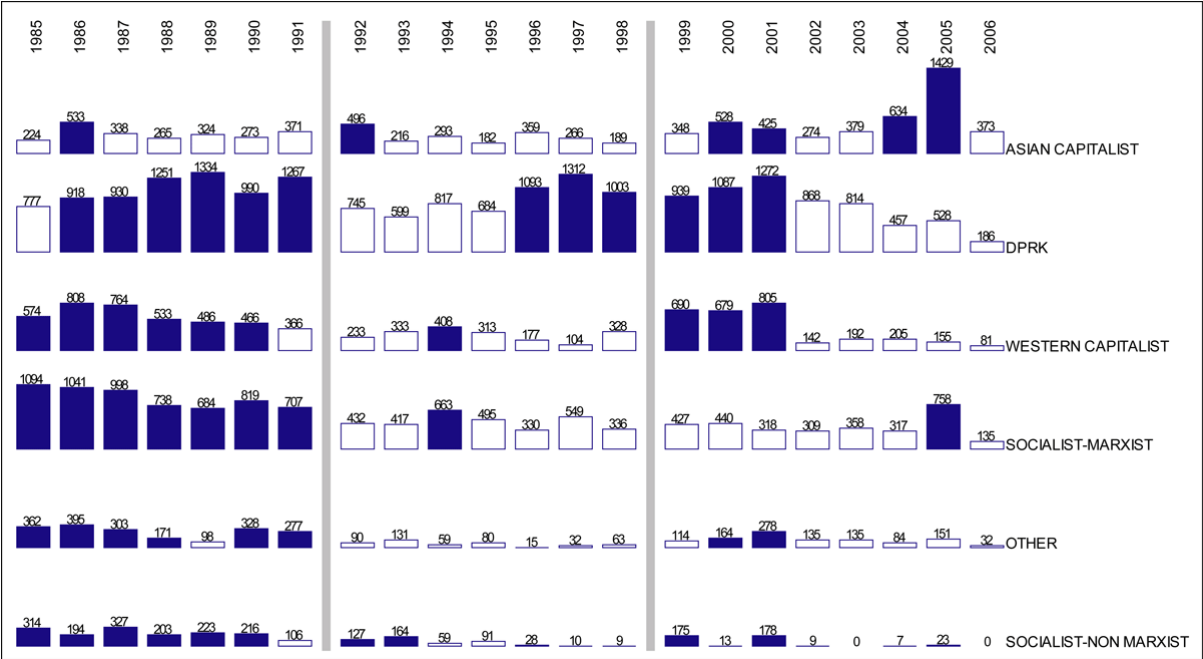 1985 1986 1987 1988 1989 1990 1991 1992 1993 1994 1995 1996 1997 1998 1999 2000 2001 2002 2003 2004 2005 2006
224 533 338 265 324 273 371 496 216 293 182 359 266 189 348 528 425 274 379 634 1429 373 ASIAN CAPITALIST
777 918 930 1251 1334 990 1267 745 599 817 684 1093 1312 1003 939 1087 1272 868 814 457 528 186 DPRK
574 808 764 533 486 466 366 233 333 408 313 177 104 328 690 679 805 142 192 205 155 81 WESTERN CAPITALIST
1094 1041 998 738 684 819 707 432 417 663 495 330 549 336 427 440 318 309 358 317 758 135 SOCIALIST-MARXIST
362 395 303 171 98 328 277 90 131 59 80 15 32 63 114 164 278 135 135 84 151 32 OTHER
314 194 327 203 223 216 106 127 164 59 91 28 10 9 175 13 178 9 0 7 23 0 SOCIALIST-NON MARXIST